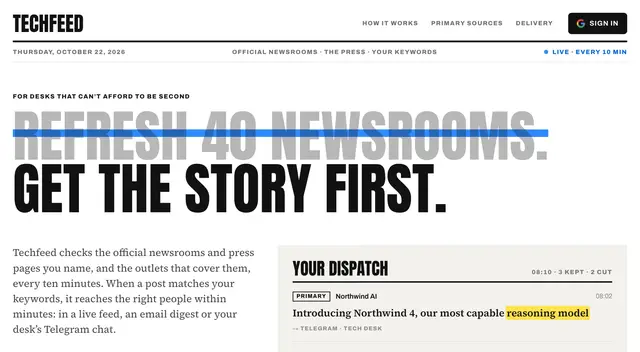 TECHFEED
HOW IT WORKS PRIMARY SOURCES DELIVERY SIGN IN
THURSDAY, OCTOBER 22, 2026 OFFICIAL NEWSROOMS · THE PRESS · YOUR KEYWORDS LIVE · EVERY 10 MIN
FOR DESKS THAT CAN'T AFFORD TO BE SECOND
REFRESH 40 NEWSROOMS.
GET THE STORY FIRST.
Techfeed checks the official newsrooms and press
pages you name, and the outlets that cover them,
every ten minutes. When a post matches your
keywords, it reaches the right people within
minutes: in a live feed, an email digest or your
desk's Telegram chat.
YOUR DISPATCH 08:10 · 3 KEPT · 2 CUT
PRIMARY Northwind AI 08:02
Introducing Northwind 4, our most capable reasoning model
→ TELEGRAM · TECH DESK